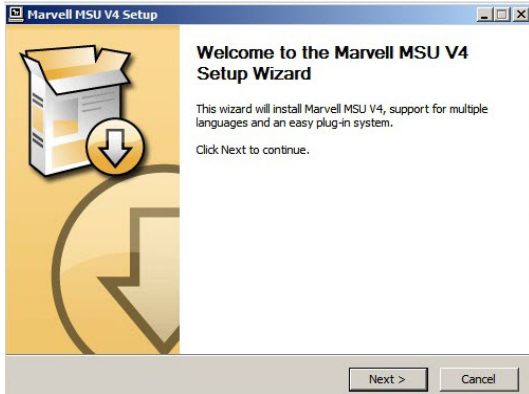 Marvell MSU V4 Setup
Welcome to the Marvell MSU V4
Setup Wizard
This wizard will install Marvell MSU V4, support for multiple
languages and an easy plug-in system.
Click Next to continue.
Next >
Cancel